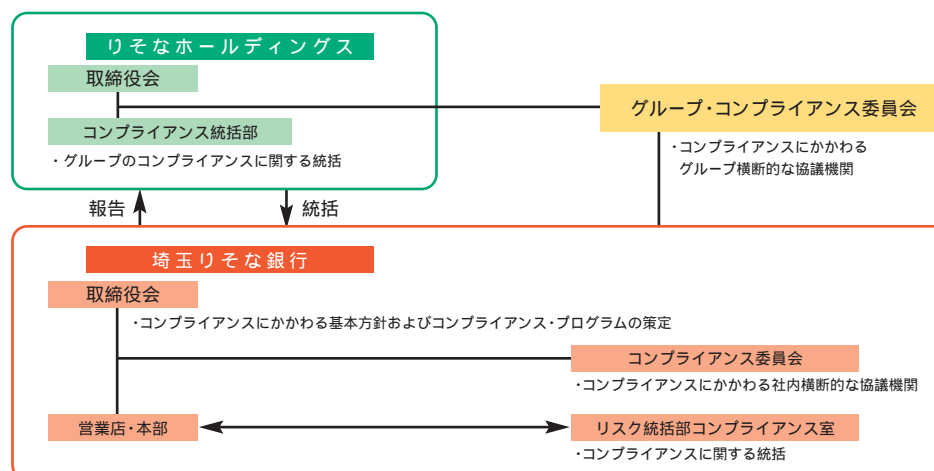 りそなホールディングス
取締役会
グループ・コンプライアンス委員会
コンプライアンス統括部
・コンプライアンスにかかわる
グループ横断的な協議機関
・グループのコンプライアンスに関する統括
報告
統括
埼玉りそな銀行
取締役会
・コンプライアンスにかかわる基本方針およびコンプライアンス・プログラムの策定
コンプライアンス委員会
・コンプライアンスにかかわる社内横断的な協議機関
営業店・本部
リスク統括部コンプライアンス室
・コンプライアンスに関する統括